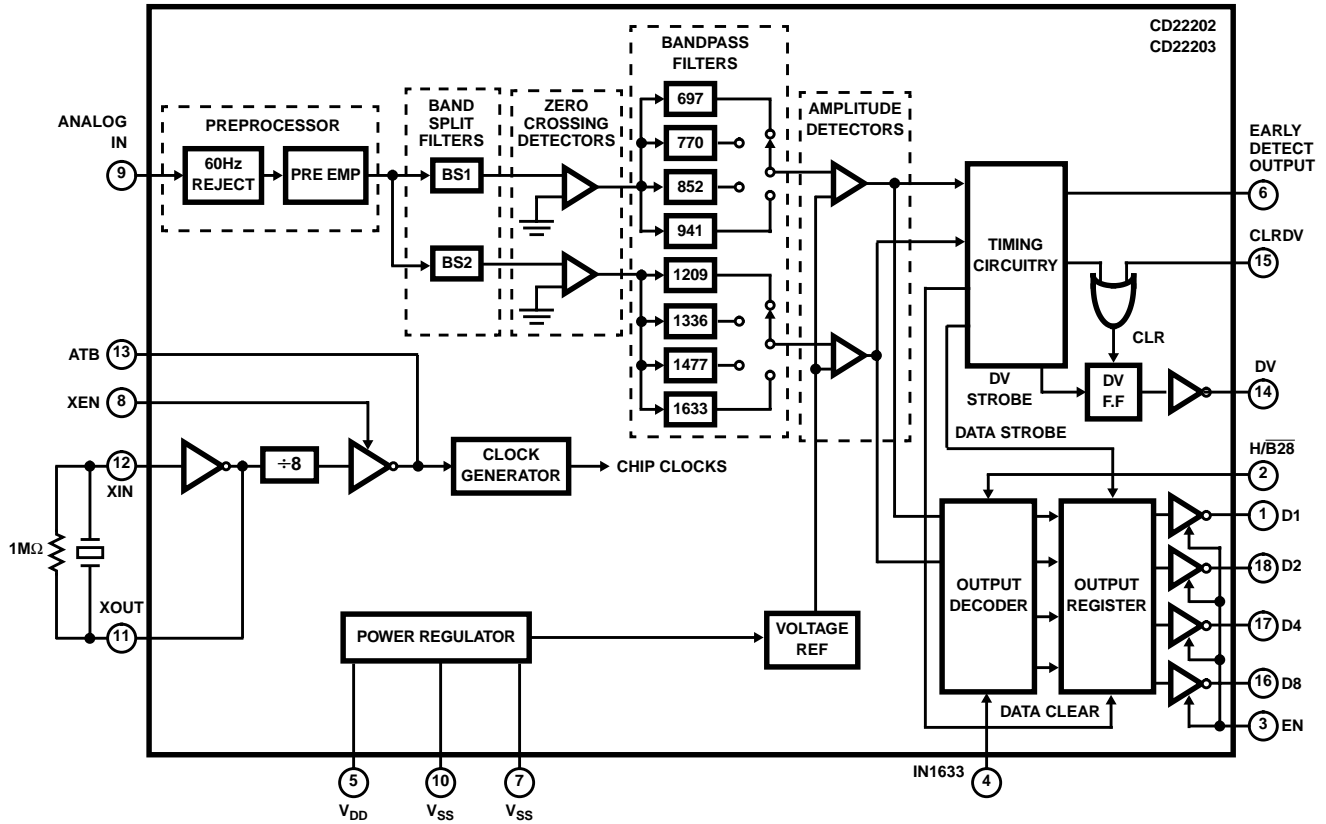 CD22202
CD22203
BANDPASS
FILTERS
697
770
852
941
1209
1336
1477
1633
ANALOG
IN
9
PREPROCESSOR
60Hz
REJECT
PRE EMP
BAND
SPLIT
FILTERS
BS1
BS2
ZERO
CROSSING
DETECTORS
AMPLITUDE
DETECTORS
TIMING
CIRCUITRY
EARLY
DETECT
OUTPUT
6
CLRDV
15
CLR
DV
F.F
DV
14
DV
STROBE
DATA STROBE
H/B28
2
ATB
13
XEN
8
12
XIN
÷8
CLOCK
GENERATOR
CHIP CLOCKS
1MΩ
XOUT
11
POWER REGULATOR
VOLTAGE
REF
OUTPUT
DECODER
OUTPUT
REGISTER
1 D1
18 D2
17 D4
16 D8
3 EN
DATA CLEAR
IN1633
4
5
VDD
10
VSS
7
VSS